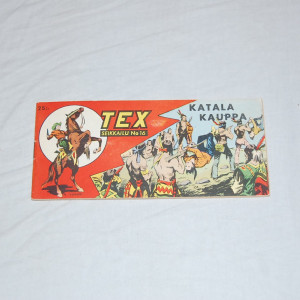 TEX
SEIKKAILU No 16
KATALA
KAUPPA